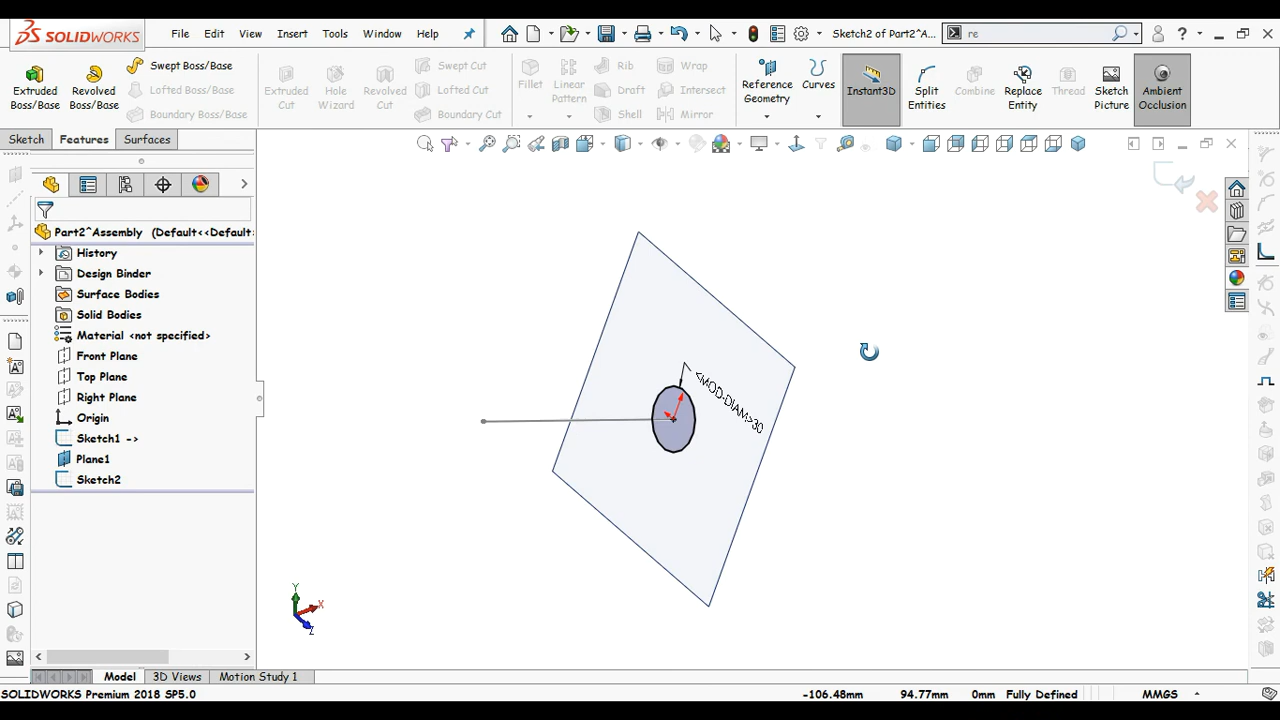 SOLIDWORKS File Edit View Insert Tools Window Help Sketch2 of Part2^A... re ?
Extruded Boss/Base Revolved Boss/Base Swept Boss/Base Lofted Boss/Base Boundary Boss/Base
Extruded Cut Hole Wizard Revolved Cut Swept Cut Lofted Cut Boundary Cut
Fillet Linear Pattern Rib Draft Shell Wrap Intersect Mirror
Reference Geometry Curves Instant3D Split Entities Combine Replace Entity Thread Sketch Picture Ambient Occlusion
Sketch Features Surfaces
Part2^Assembly (Default<<Default
History
Design Binder
Surface Bodies
Solid Bodies
Material <not specified>
Front Plane
Top Plane
Right Plane
Origin
Sketch1 ->
Plane1
Sketch2
<MOD-DIAM>30
Y
X
Z
Model 3D Views Motion Study 1
SOLIDWORKS Premium 2018 SP5.0 -106.48mm 94.77mm 0mm Fully Defined MMGS